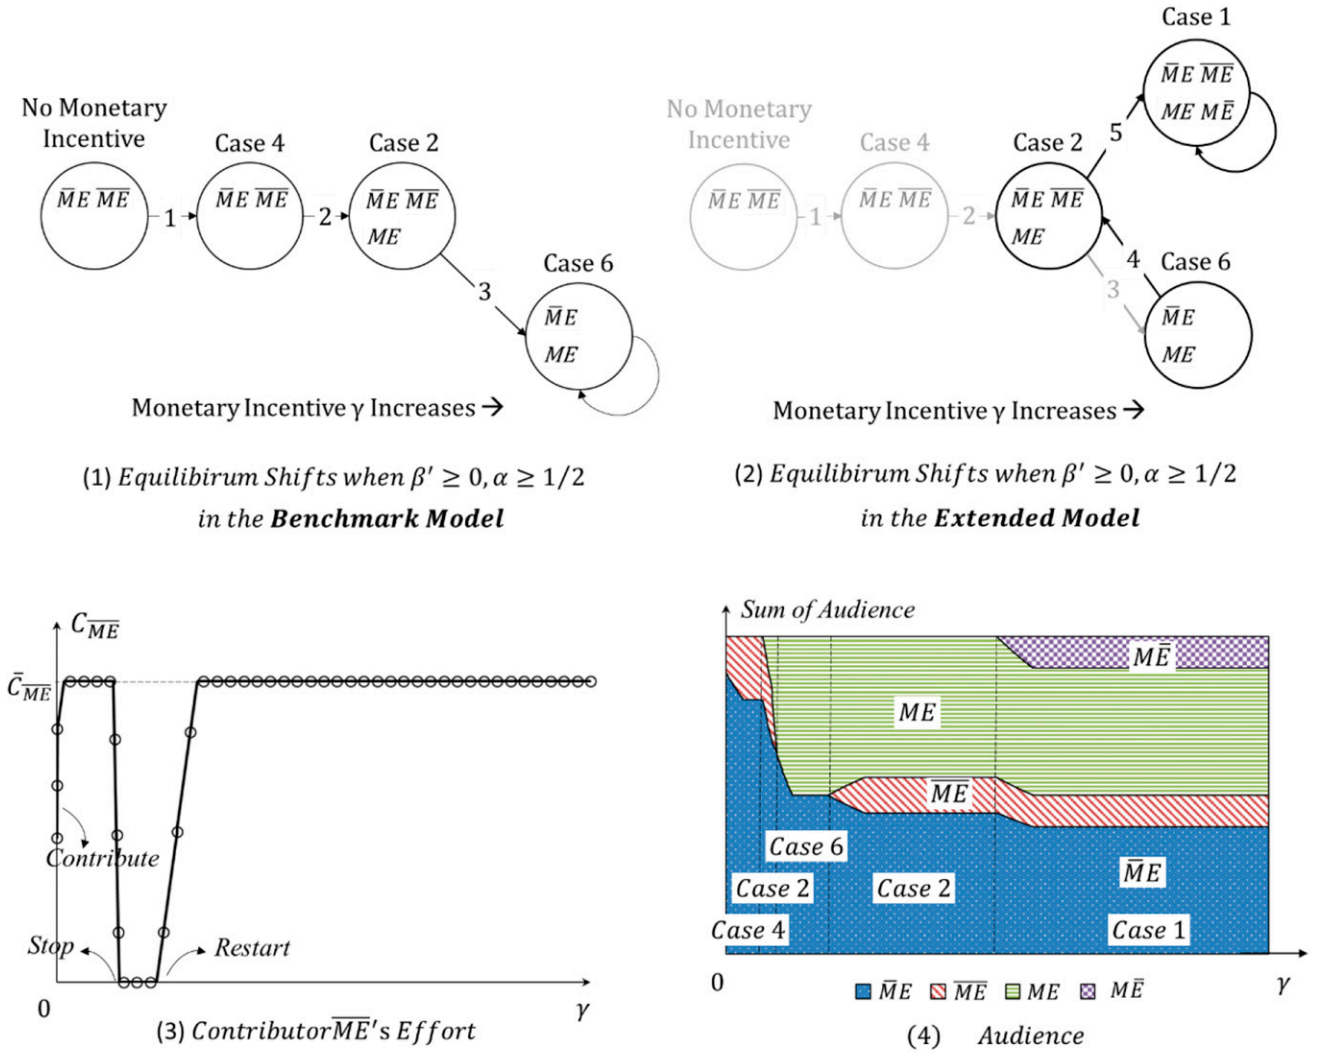 No Monetary
Incentive
Case 4
Case 2
M̅E M̅E̅
M̅E M̅E̅
M̅E M̅E̅
ME
1
2
3
Case 6
M̅E
ME
Monetary Incentive γ Increases →
(1) Equilibirum Shifts when β′ ≥ 0, α ≥ 1/2
in the Benchmark Model
Case 1
M̅E M̅E̅
ME ME̅
No Monetary
Incentive
Case 4
Case 2
M̅E M̅E̅
M̅E M̅E̅
M̅E M̅E̅
ME
1
2
5
4
3
Case 6
M̅E
ME
Monetary Incentive γ Increases →
(2) Equilibirum Shifts when β′ ≥ 0, α ≥ 1/2
in the Extended Model
C_M̅E̅
C̅_M̅E̅
Contribute
Stop
Restart
0
γ
(3) Contributor M̅E̅′s Effort
Sum of Audience
ME̅
ME
M̅E̅
M̅E
Case 6
Case 2
Case 2
Case 4
Case 1
0
γ
M̅E M̅E̅ ME ME̅
(4) Audience